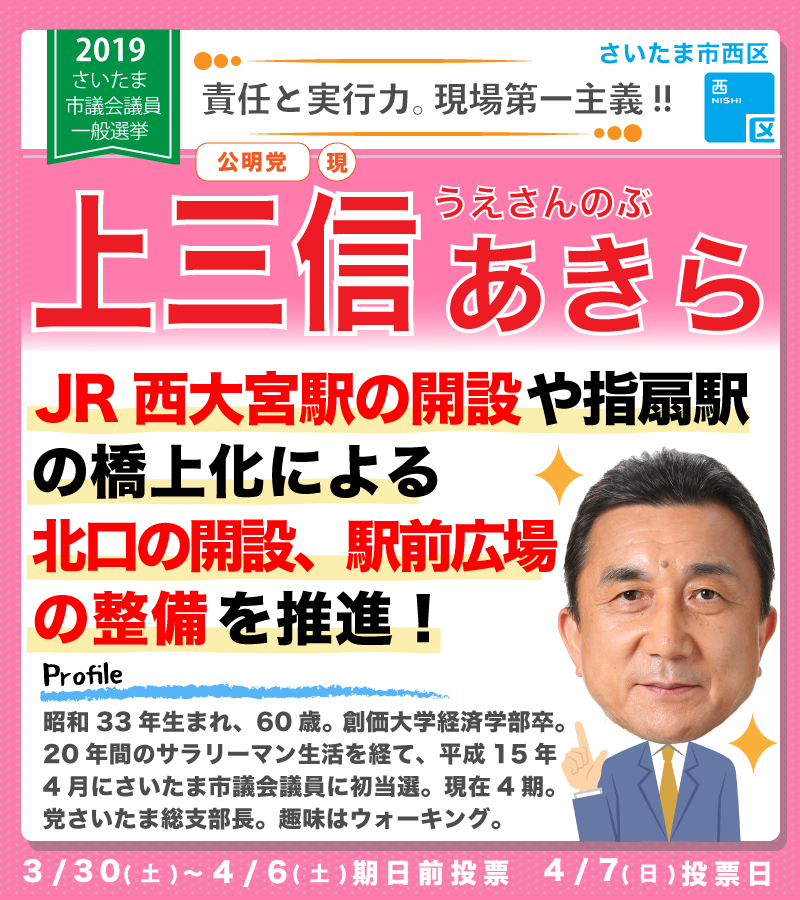 2019
さいたま
市議会議員
一般選挙
責任と実行力。現場第一主義!!
さいたま市西区
西
NISHI
区
公明党 現
うえさんのぶ
上三信 あきら
JR 西大宮駅の開設や指扇駅
の橋上化による
北口の開設、駅前広場
の整備を推進！
Profile
昭和 33 年生まれ、60 歳。創価大学経済学部卒。
20 年間のサラリーマン生活を経て、平成 15 年
4 月にさいたま市議会議員に初当選。現在 4 期。
党さいたま総支部長。趣味はウォーキング。
3/30(土)～4/6(土)期日前投票 4/7(日)投票日